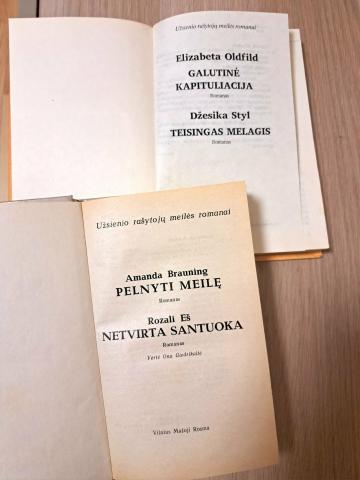 Užsienio rašytojų meilės romanai
Elizabeta Oldfild
GALUTINĖ
KAPITULIACIJA
Romanas
Džesika Styl
TEISINGAS MELAGIS
Romanas
Užsienio rašytojų meilės romanai
Amanda Brauning
PELNYTI MEILĘ
Romanas
Rozali Eš
NETVIRTA SANTUOKA
Romanas
Vertė Ona Gaidelkaitė
Vilnius Mažoji Rosma